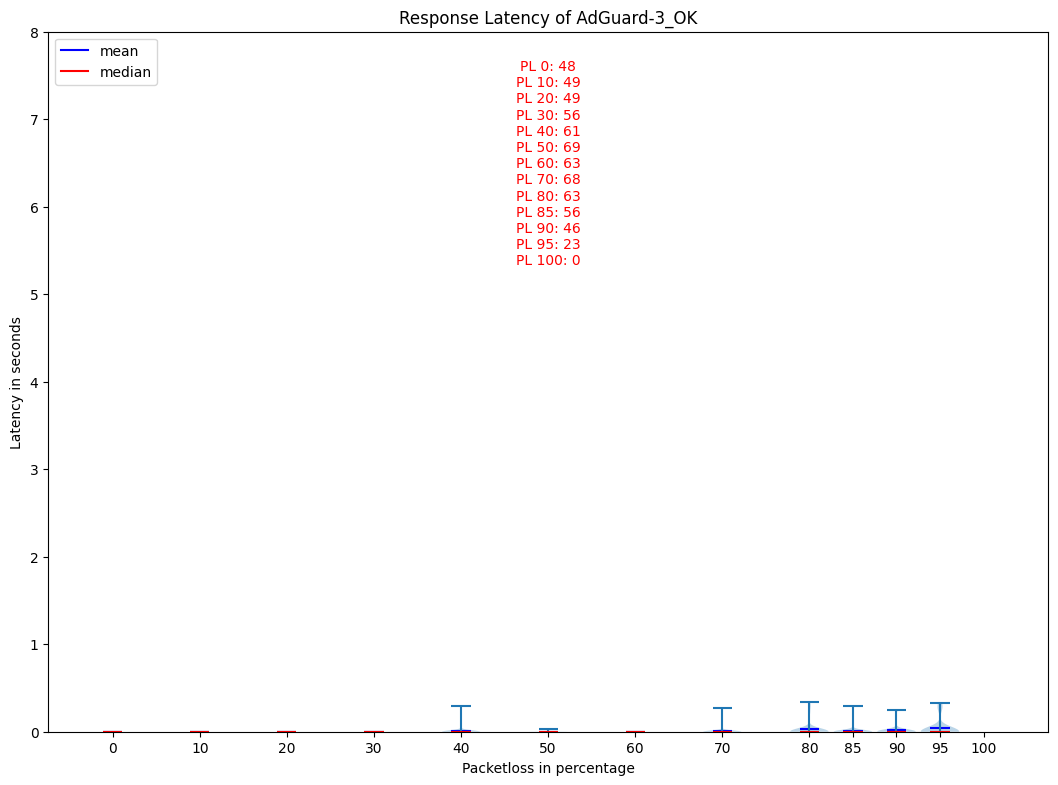 Response Latency of AdGuard-3_OK
mean
median
PL 0: 48
PL 10: 49
PL 20: 49
PL 30: 56
PL 40: 61
PL 50: 69
PL 60: 63
PL 70: 68
PL 80: 63
PL 85: 56
PL 90: 46
PL 95: 23
PL 100: 0
8
7
6
5
4
3
2
1
0
Latency in seconds
0 10 20 30 40 50 60 70 80 85 90 95 100
Packetloss in percentage